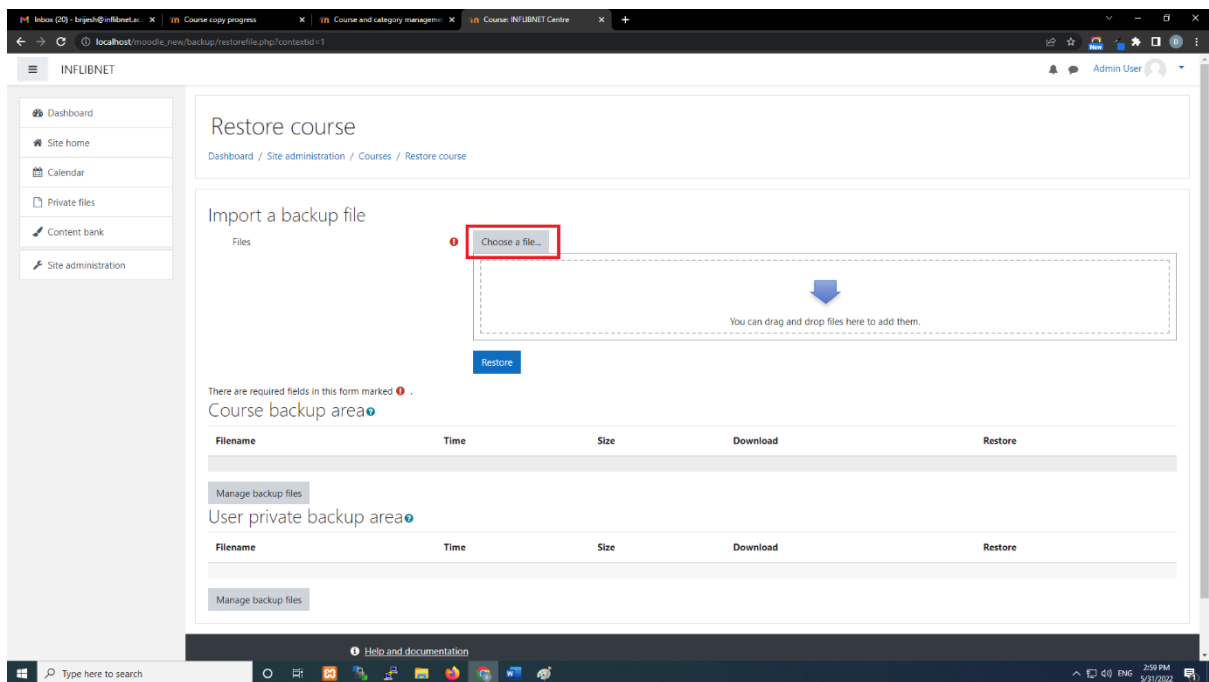 Inbox (20) - brijesh@inflibnet.ac. Course copy progress Course and category manageme Course: INFLIBNET Centre
localhost/moodle_new/backup/restorefile.php?contextid=1 New B
INFLIBNET Admin User
Dashboard
Site home
Calendar
Private files
Content bank
Site administration
Restore course
Dashboard / Site administration / Courses / Restore course
Import a backup file
Files Choose a file...
You can drag and drop files here to add them.
Restore
There are required fields in this form marked .
Course backup area
Filename Time Size Download Restore
Manage backup files
User private backup area
Filename Time Size Download Restore
Manage backup files
Help and documentation
Type here to search ENG 2:59 PM
5/31/2022